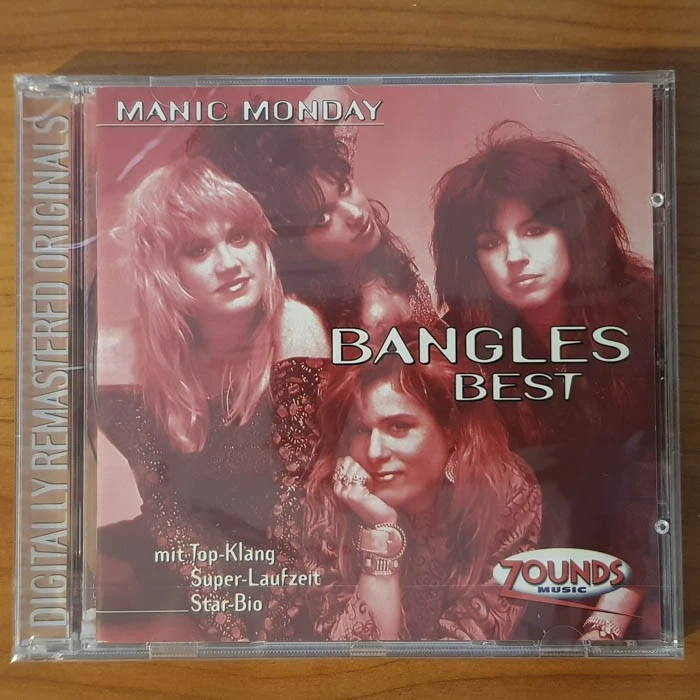 MANIC MONDAY
DIGITALLY REMASTERED ORIGINALS
BANGLES
BEST
mit Top-Klang
Super-Laufzeit
Star-Bio
ZOUNDS
MUSIC